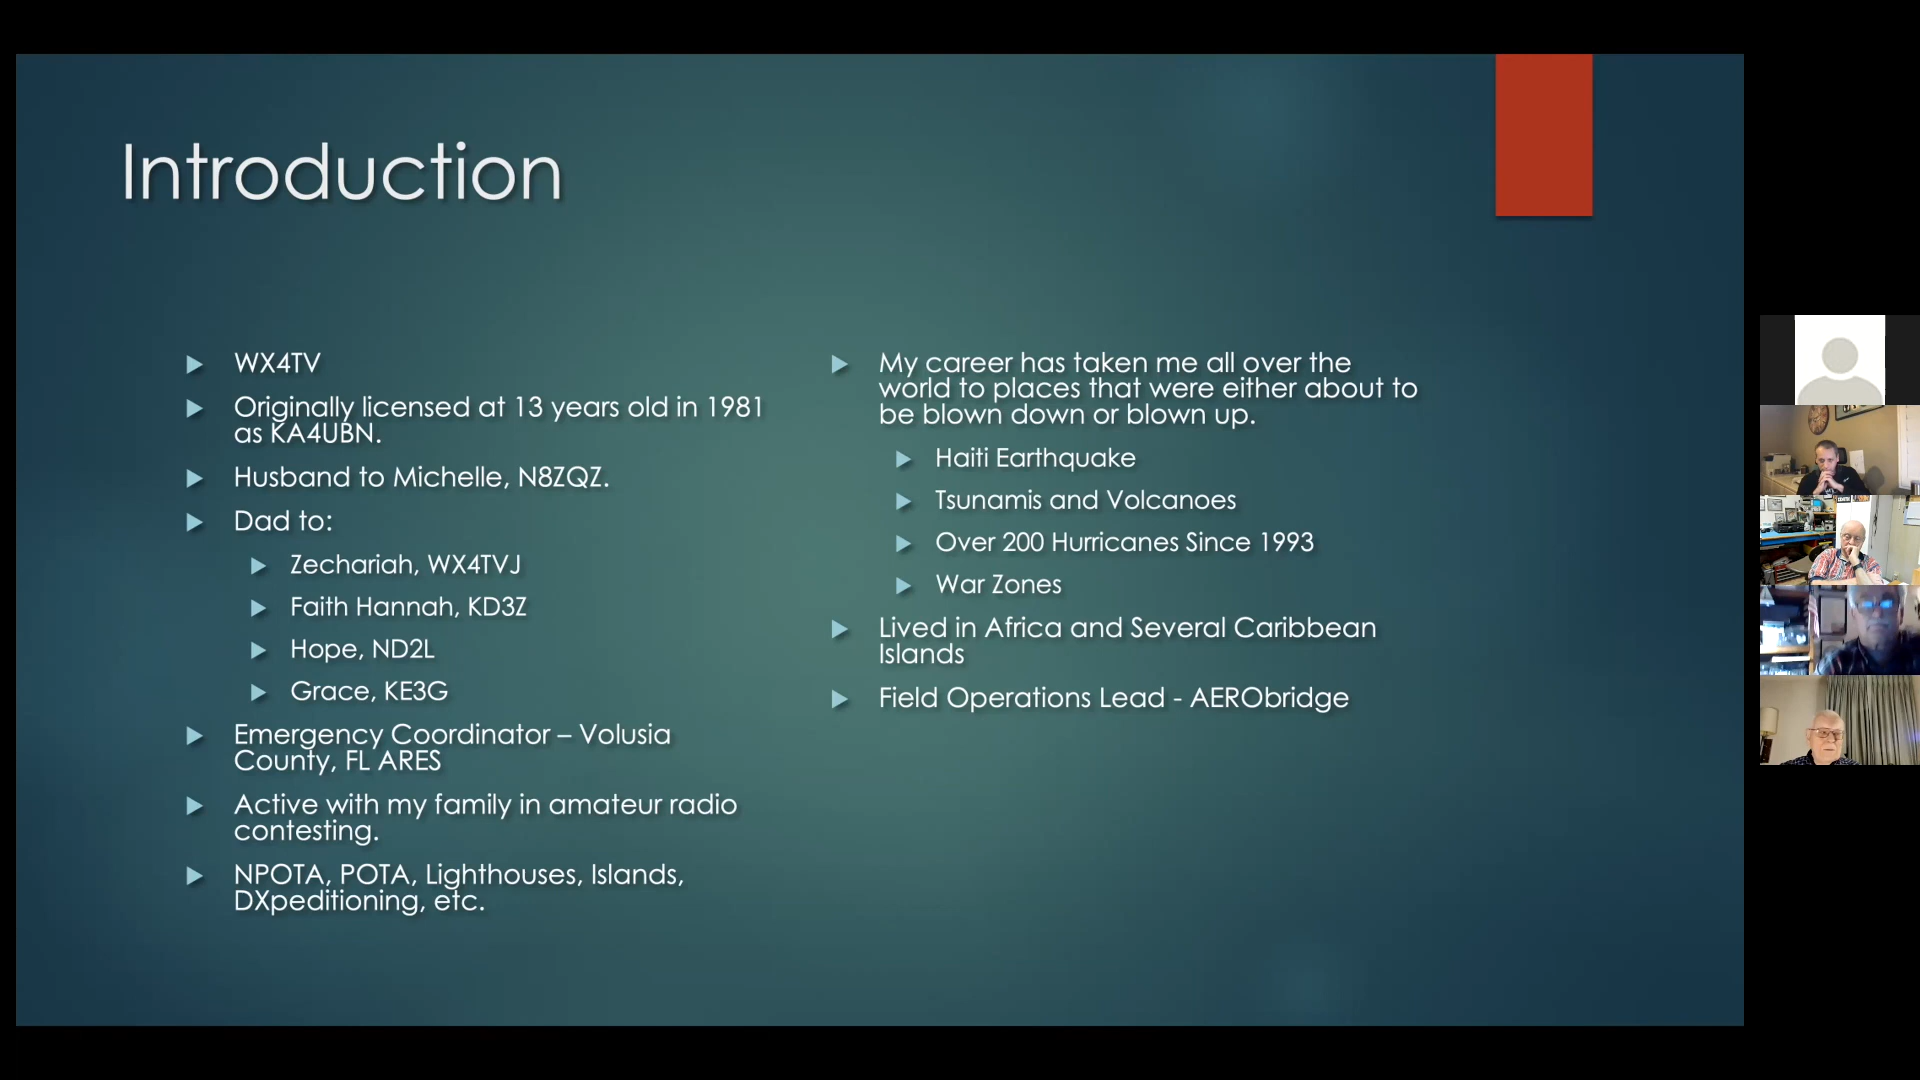 Introduction
WX4TV
Originally licensed at 13 years old in 1981
as KA4UBN.
Husband to Michelle, N8ZQZ.
Dad to:
Zechariah, WX4TVJ
Faith Hannah, KD3Z
Hope, ND2L
Grace, KE3G
Emergency Coordinator – Volusia
County, FL ARES
Active with my family in amateur radio
contesting.
NPOTA, POTA, Lighthouses, Islands,
DXpeditioning, etc.
My career has taken me all over the
world to places that were either about to
be blown down or blown up.
Haiti Earthquake
Tsunamis and Volcanoes
Over 200 Hurricanes Since 1993
War Zones
Lived in Africa and Several Caribbean
Islands
Field Operations Lead - AERObridge